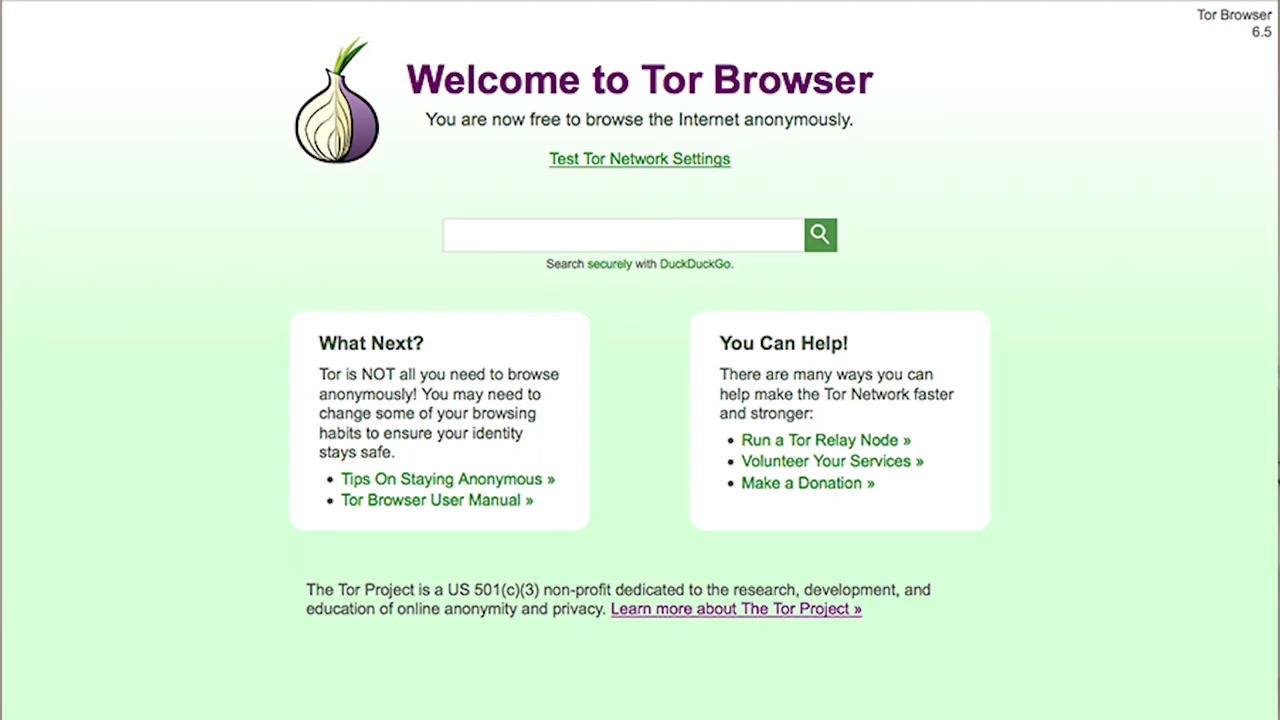 Tor Browser
6.5
Welcome to Tor Browser
You are now free to browse the Internet anonymously.
Test Tor Network Settings
Search securely with DuckDuckGo.
What Next?
Tor is NOT all you need to browse
anonymously! You may need to
change some of your browsing
habits to ensure your identity
stays safe.
• Tips On Staying Anonymous »
• Tor Browser User Manual »
You Can Help!
There are many ways you can
help make the Tor Network faster
and stronger:
• Run a Tor Relay Node »
• Volunteer Your Services »
• Make a Donation »
The Tor Project is a US 501(c)(3) non-profit dedicated to the research, development, and
education of online anonymity and privacy. Learn more about The Tor Project »